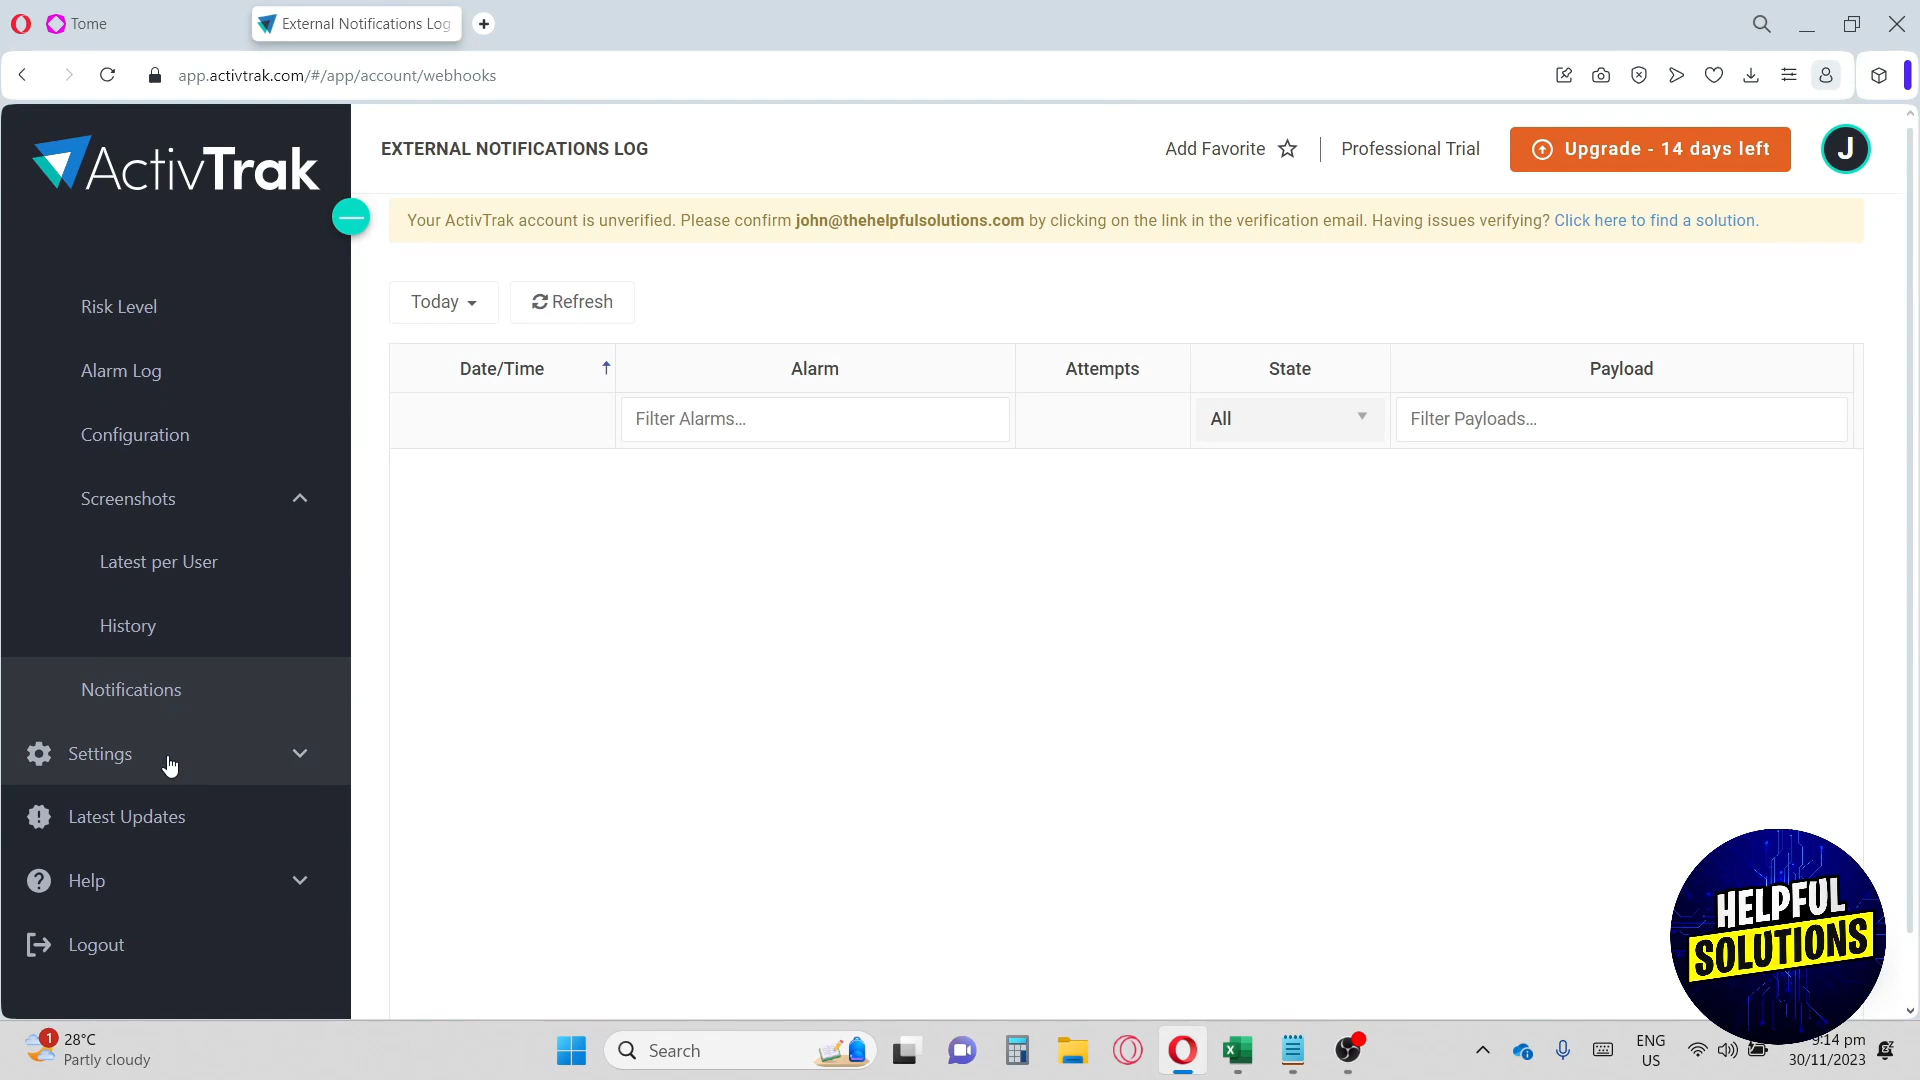 Tome
External Notifications Log
app.activtrak.com/#/app/account/webhooks
ActivTrak
EXTERNAL NOTIFICATIONS LOG
Add Favorite
Professional Trial
Upgrade - 14 days left
J
Your ActivTrak account is unverified. Please confirm john@thehelpfulsolutions.com by clicking on the link in the verification email. Having issues verifying? Click here to find a solution.
Today
Refresh
Date/Time
Alarm
Attempts
State
Payload
Filter Alarms...
All
Filter Payloads...
Risk Level
Alarm Log
Configuration
Screenshots
Latest per User
History
Notifications
Settings
Latest Updates
Help
Logout
HELPFUL
SOLUTIONS
1
28°C
Partly cloudy
Search
ENG
US
9:14 pm
30/11/2023